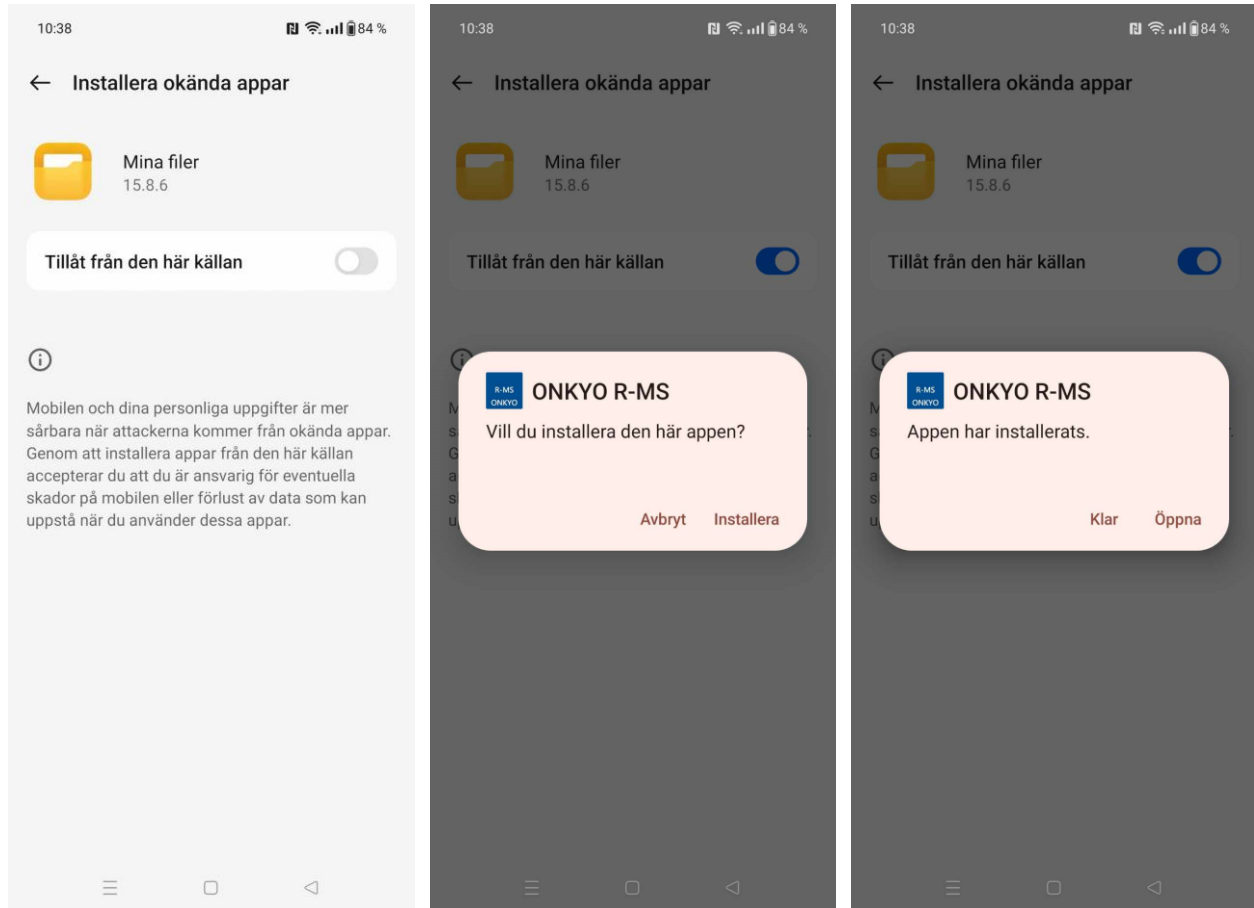 10:38 84 %
Installera okända appar
Mina filer
15.8.6
Tillåt från den här källan
Mobilen och dina personliga uppgifter är mer
sårbara när attackerna kommer från okända appar.
Genom att installera appar från den här källan
accepterar du att du är ansvarig för eventuella
skador på mobilen eller förlust av data som kan
uppstå när du använder dessa appar.
10:38 84 %
Installera okända appar
Mina filer
15.8.6
Tillåt från den här källan
R-MS
ONKYO
ONKYO R-MS
Vill du installera den här appen?
Avbryt Installera
10:38 84 %
Installera okända appar
Mina filer
15.8.6
Tillåt från den här källan
R-MS
ONKYO
ONKYO R-MS
Appen har installerats.
Klar Öppna